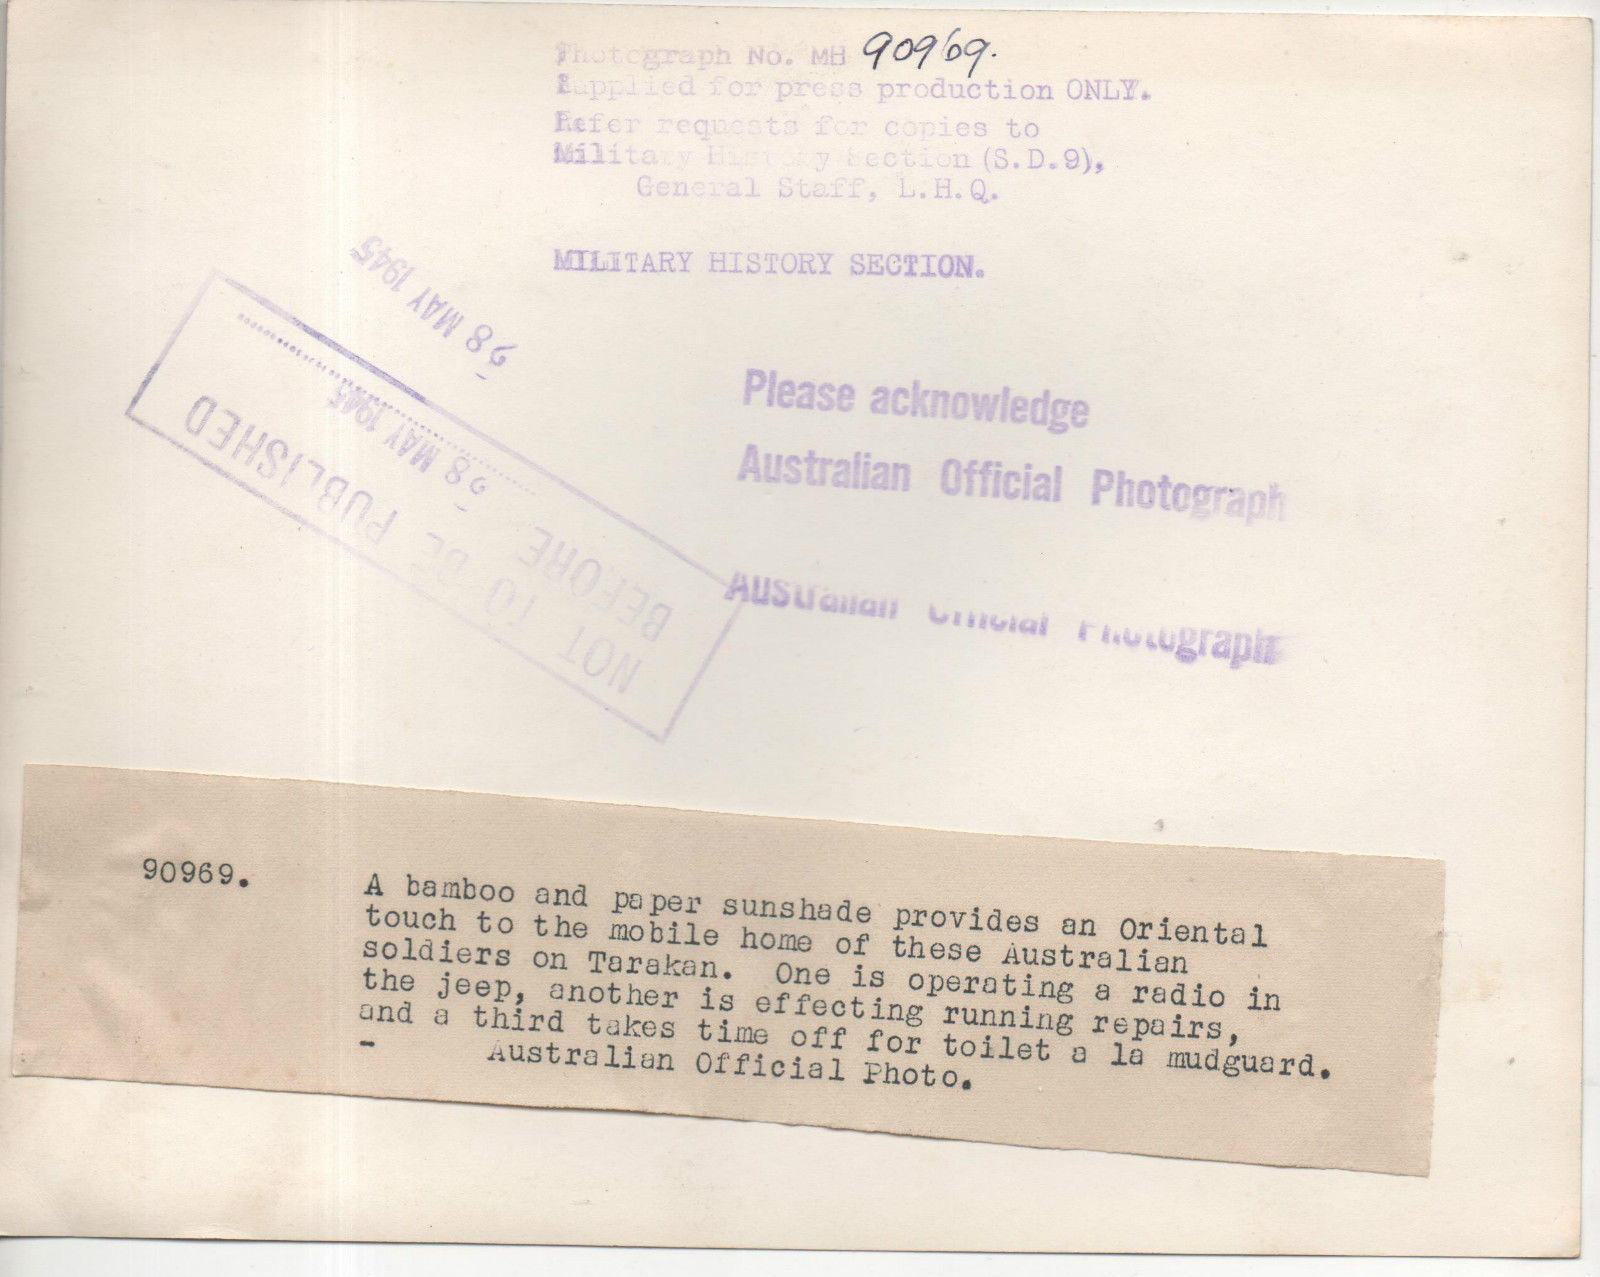 Photograph No. MH 90969.
Supplied for press production ONLY.
Refer requests for copies to
Military History Section (S.D.9),
General Staff, L.H.Q.
MILITARY HISTORY SECTION.
28 MAY 1945
NOT TO BE PUBLISHED
BEFORE 28 MAY 1945
Please acknowledge
Australian Official Photograph
Australian Official Photograph
90969.
A bamboo and paper sunshade provides an Oriental
touch to the mobile home of these Australian
soldiers on Tarakan. One is operating a radio in
the jeep, another is effecting running repairs,
and a third takes time off for toilet a la mudguard.
- Australian Official Photo.